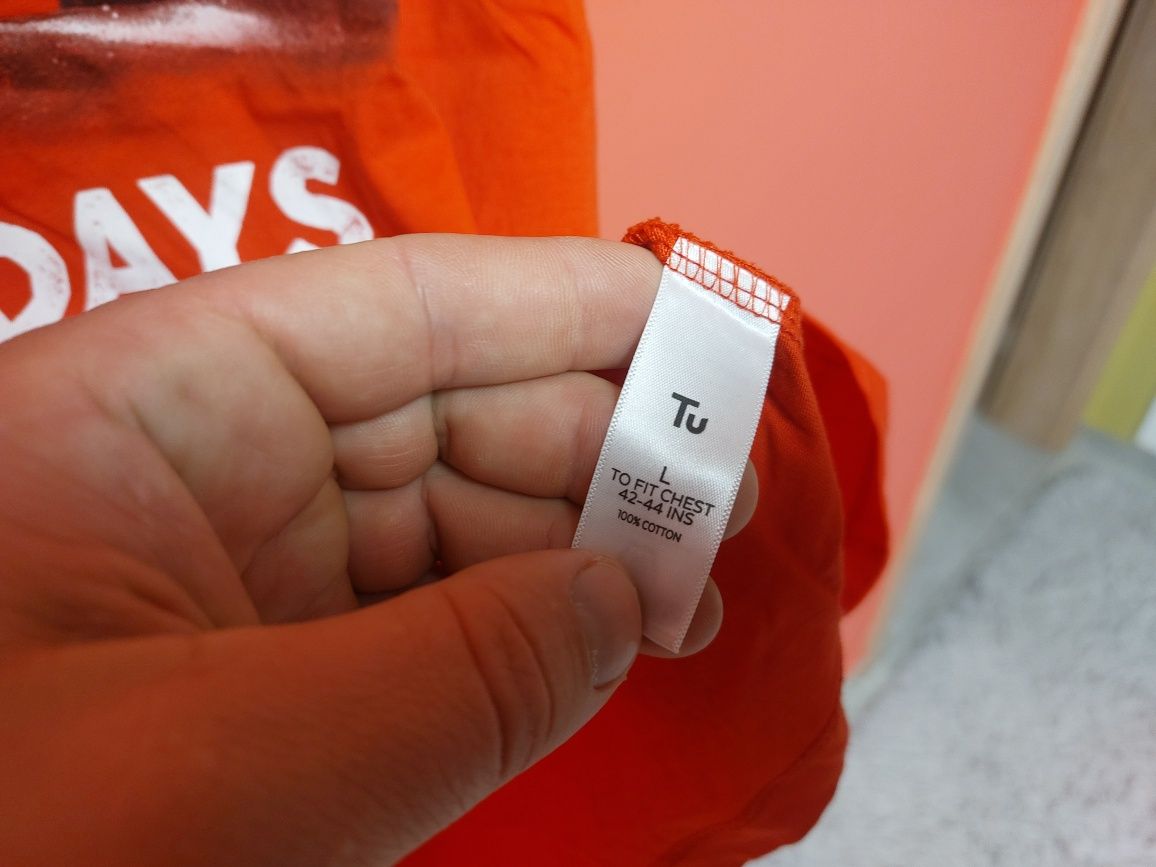 DAYS
Tu
L
TO FIT CHEST
42-44 INS
100% COTTON